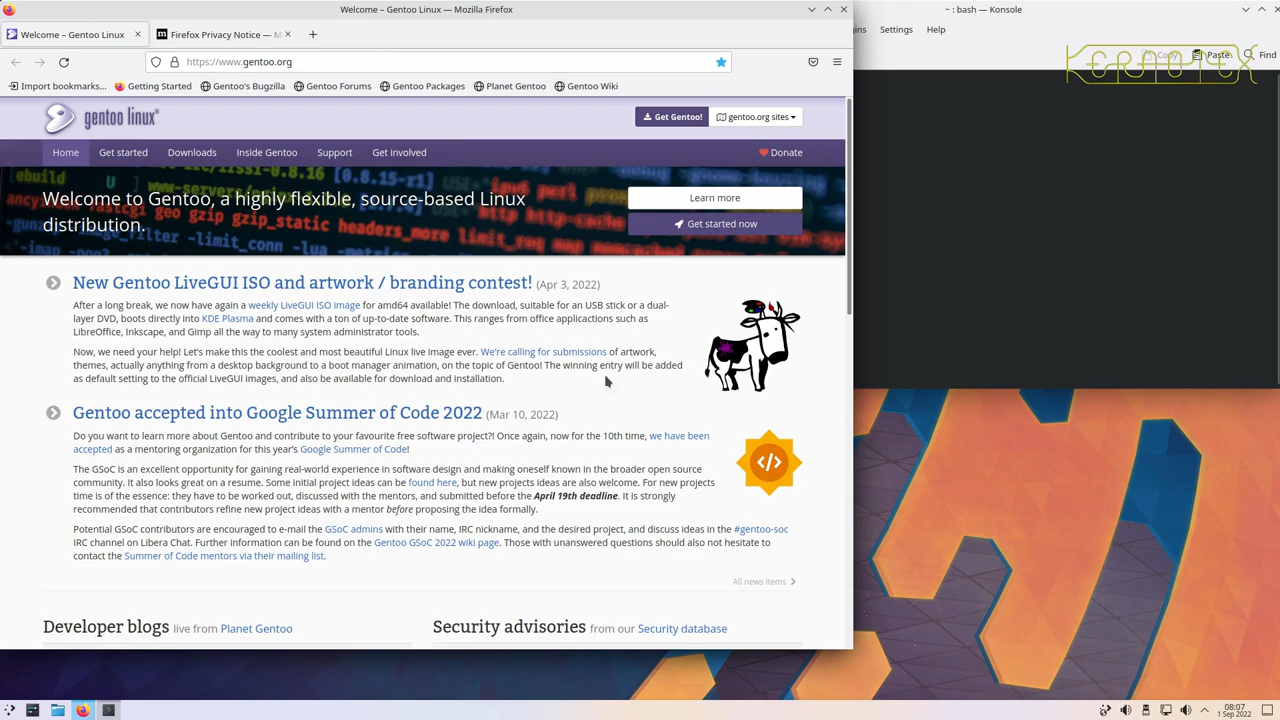 Welcome – Gentoo Linux — Mozilla Firefox
~ : bash — Konsole
Welcome – Gentoo Linux
Firefox Privacy Notice — M
Settings
Help
https://www.gentoo.org
Copy
Paste
Find
KERNOTEX
Import bookmarks...
Getting Started
Gentoo's Bugzilla
Gentoo Forums
Gentoo Packages
Planet Gentoo
Gentoo Wiki
gentoo linux
Get Gentoo!
gentoo.org sites
Home
Get started
Downloads
Inside Gentoo
Support
Get involved
Donate
Welcome to Gentoo, a highly flexible, source-based Linux
distribution.
Learn more
Get started now
New Gentoo LiveGUI ISO and artwork / branding contest! (Apr 3, 2022)
After a long break, we now have again a weekly LiveGUI ISO image for amd64 available! The download, suitable for an USB stick or a dual-
layer DVD, boots directly into KDE Plasma and comes with a ton of up-to-date software. This ranges from office applicactions such as
LibreOffice, Inkscape, and Gimp all the way to many system administrator tools.
Now, we need your help! Let's make this the coolest and most beautiful Linux live image ever. We're calling for submissions of artwork,
themes, actually anything from a desktop background to a boot manager animation, on the topic of Gentoo! The winning entry will be added
as default setting to the official LiveGUI images, and also be available for download and installation.
Gentoo accepted into Google Summer of Code 2022 (Mar 10, 2022)
Do you want to learn more about Gentoo and contribute to your favourite free software project?! Once again, now for the 10th time, we have been
accepted as a mentoring organization for this year's Google Summer of Code!
The GSoC is an excellent opportunity for gaining real-world experience in software design and making oneself known in the broader open source
community. It also looks great on a resume. Some initial project ideas can be found here, but new projects ideas are also welcome. For new projects
time is of the essence: they have to be worked out, discussed with the mentors, and submitted before the April 19th deadline. It is strongly
recommended that contributors refine new project ideas with a mentor before proposing the idea formally.
Potential GSoC contributors are encouraged to e-mail the GSoC admins with their name, IRC nickname, and the desired project, and discuss ideas in the #gentoo-soc
IRC channel on Libera Chat. Further information can be found on the Gentoo GSoC 2022 wiki page. Those with unanswered questions should also not hesitate to
contact the Summer of Code mentors via their mailing list.
All news items
Developer blogs live from Planet Gentoo
Security advisories from our Security database
08:07
1 Sep 2022